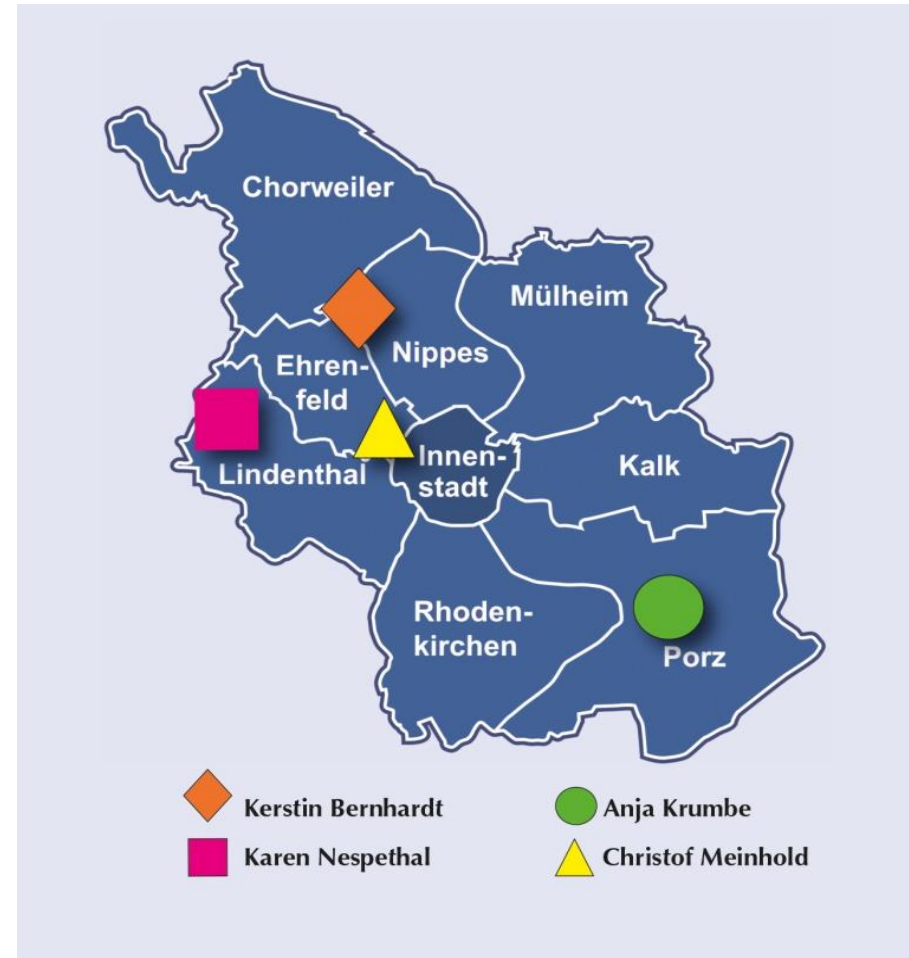 Chorweiler
Mülheim
Nippes
Ehren-
feld
Innen-
stadt
Kalk
Lindenthal
Rhoden-
kirchen
Porz
Kerstin Bernhardt
Anja Krumbe
Karen Nespethal
Christof Meinhold